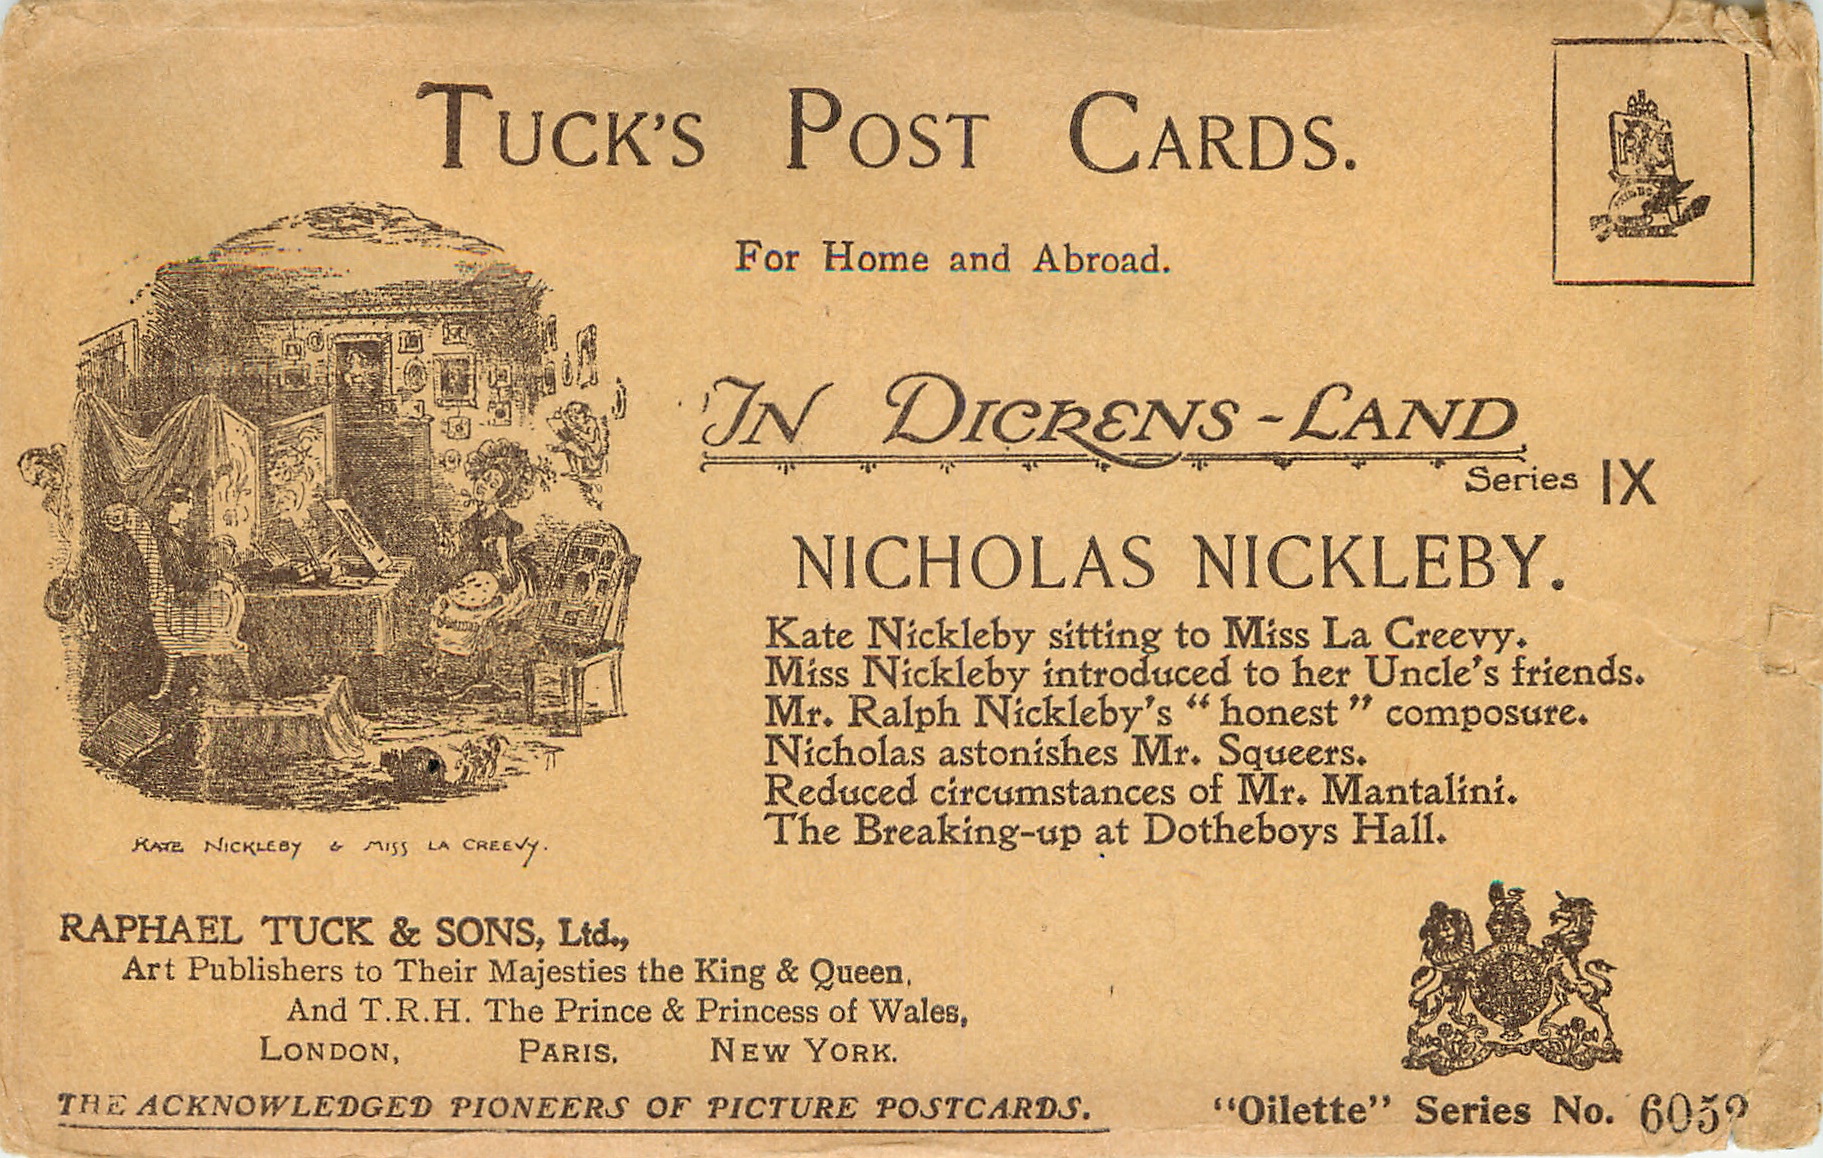 TUCK'S POST CARDS.
For Home and Abroad.
IN DICKENS-LAND,
Series IX
NICHOLAS NICKLEBY.
Kate Nickleby sitting to Miss La Creevy.
Miss Nickleby introduced to her Uncle's friends.
Mr. Ralph Nickleby's “honest” composure.
Nicholas astonishes Mr. Squeers.
Reduced circumstances of Mr. Mantalini.
The Breaking-up at Dotheboys Hall.
KATE NICKLEBY & MISS LA CREEVY.
RAPHAEL TUCK & SONS, Ltd.,
Art Publishers to Their Majesties the King & Queen,
And T.R.H. The Prince & Princess of Wales,
LONDON, PARIS, NEW YORK.
THE ACKNOWLEDGED PIONEERS OF PICTURE POSTCARDS.
“Oilette” Series No.